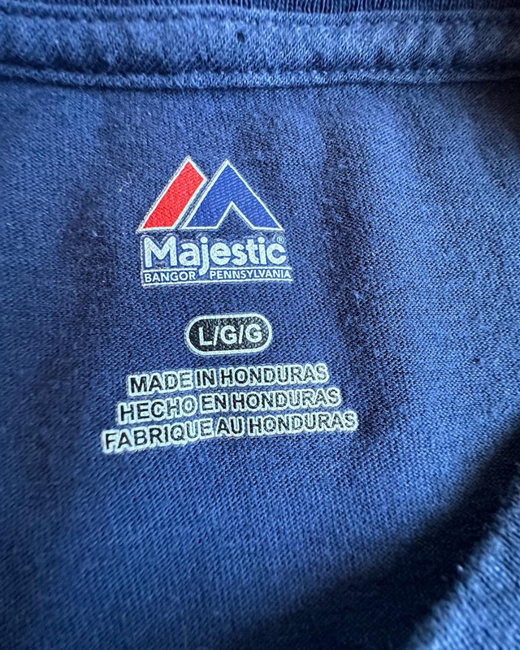 Majestic®
BANGOR PENNSYLVANIA
L/G/G
MADE IN HONDURAS
HECHO EN HONDURAS
FABRIQUE AU HONDURAS